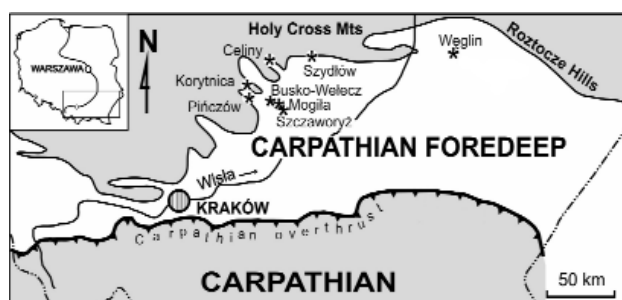 Holy Cross Mts
Węglin
Roztocze Hills
WARSZAWA
N
Celiny
Szydłów
Korytnica
Busko-Wełecz
Pińczów
Mogiła
Szczaworyż
CARPATHIAN FOREDEEP
Wisła
KRAKÓW
Carpathian overthrust
CARPATHIAN
50 km